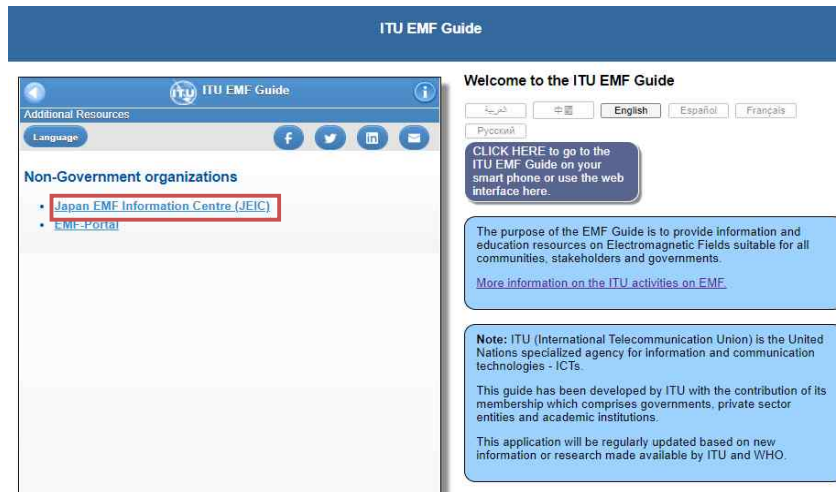 ITU EMF Guide
ITU EMF Guide
Additional Resources
Language
Non-Government organizations
Japan EMF Information Centre (JEIC)
EMF-Portal
Welcome to the ITU EMF Guide
العربية
中國
English
Español
Français
Русский
CLICK HERE to go to the
ITU EMF Guide on your
smart phone or use the web
interface here.
The purpose of the EMF Guide is to provide information and
education resources on Electromagnetic Fields suitable for all
communities, stakeholders and governments.
More information on the ITU activities on EMF.
Note: ITU (International Telecommunication Union) is the United
Nations specialized agency for information and communication
technologies - ICTs.
This guide has been developed by ITU with the contribution of its
membership which comprises governments, private sector
entities and academic institutions.
This application will be regularly updated based on new
information or research made available by ITU and WHO.